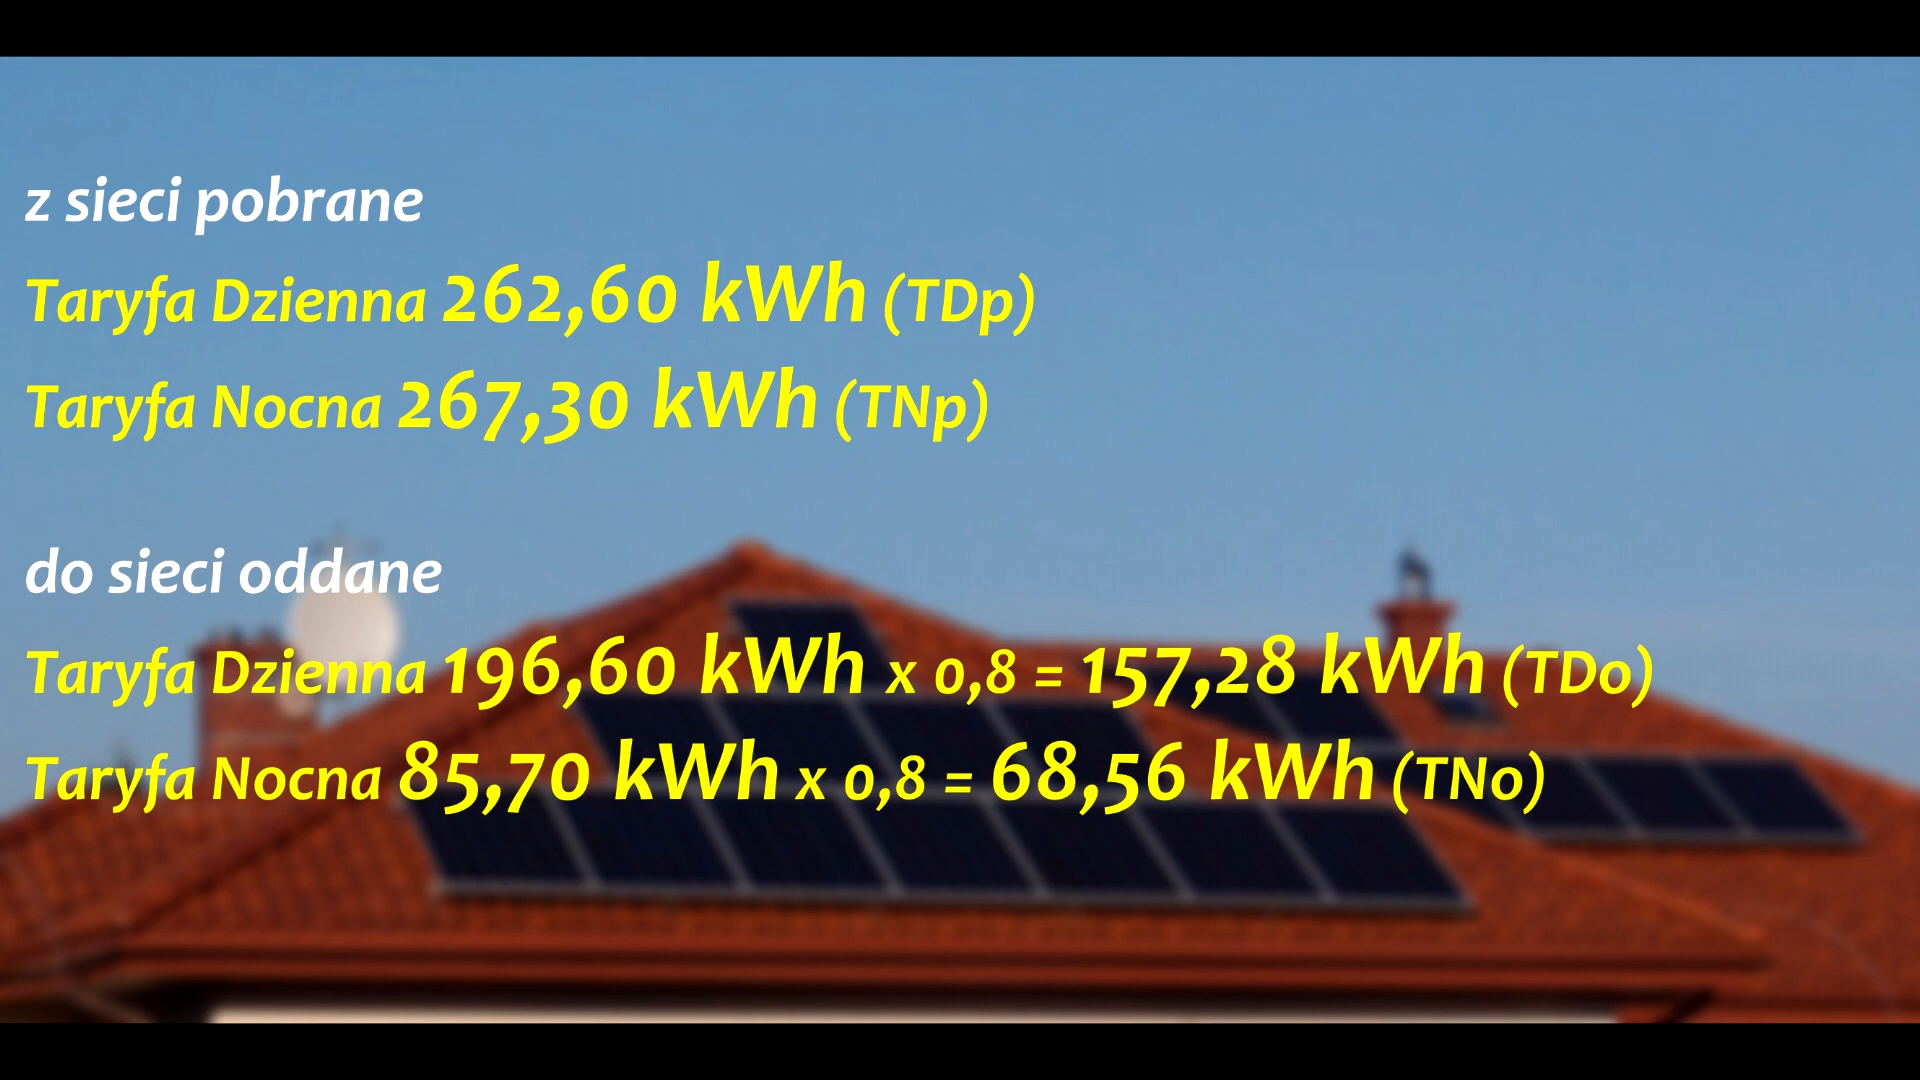 z sieci pobrane
Taryfa Dzienna 262,60 kWh (TDp)
Taryfa Nocna 267,30 kWh (TNp)
do sieci oddane
Taryfa Dzienna 196,60 kWh x 0,8 = 157,28 kWh (TDo)
Taryfa Nocna 85,70 kWh x 0,8 = 68,56 kWh (TNo)